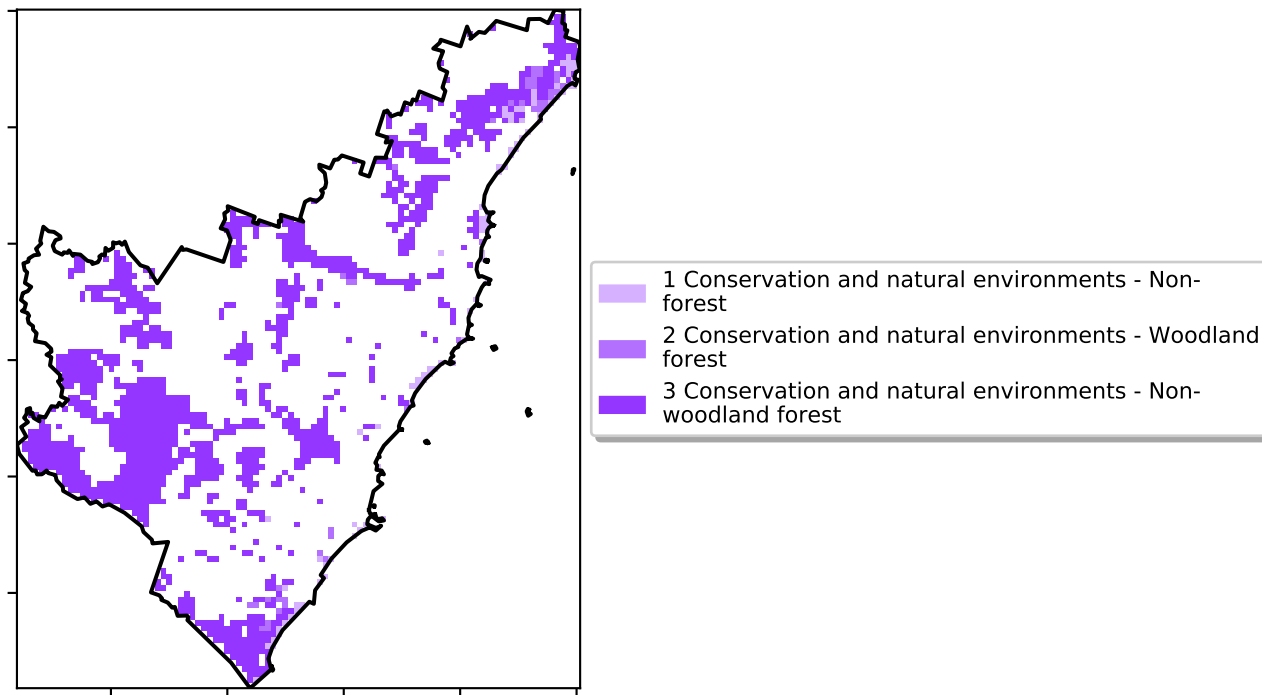 1 Conservation and natural environments - Non-
forest
2 Conservation and natural environments - Woodland
forest
3 Conservation and natural environments - Non-
woodland forest